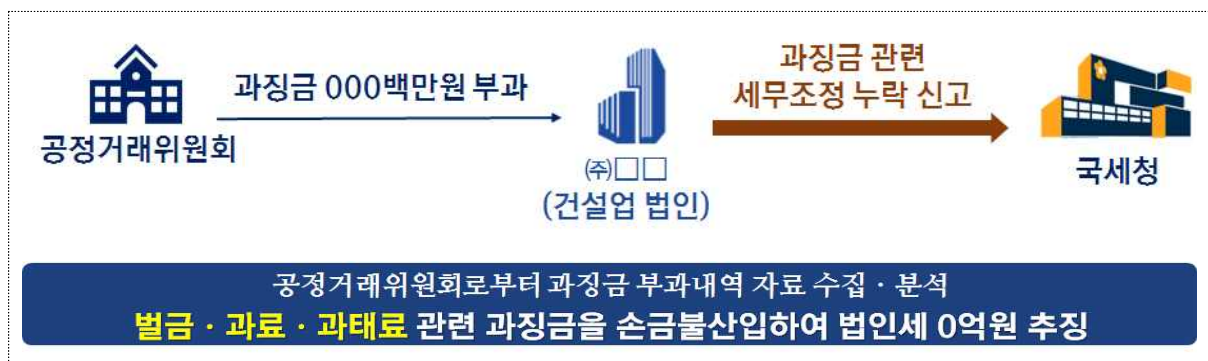 공정거래위원회
과징금 000백만원 부과
㈜□□
(건설업 법인)
과징금 관련
세무조정 누락 신고
국세청
공정거래위원회로부터 과징금 부과내역 자료 수집 · 분석
벌금 · 과료 · 과태료 관련 과징금을 손금불산입하여 법인세 0억원 추징